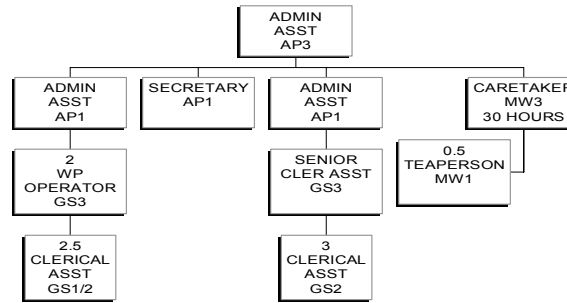 ADMIN
ASST
AP3
ADMIN
ASST
AP1
SECRETARY
AP1
ADMIN
ASST
AP1
CARETAKER
MW3
30 HOURS
2
WP
OPERATOR
GS3
SENIOR
CLER ASST
GS3
0.5
TEAPERSON
MW1
2.5
CLERICAL
ASST
GS1/2
3
CLERICAL
ASST
GS2